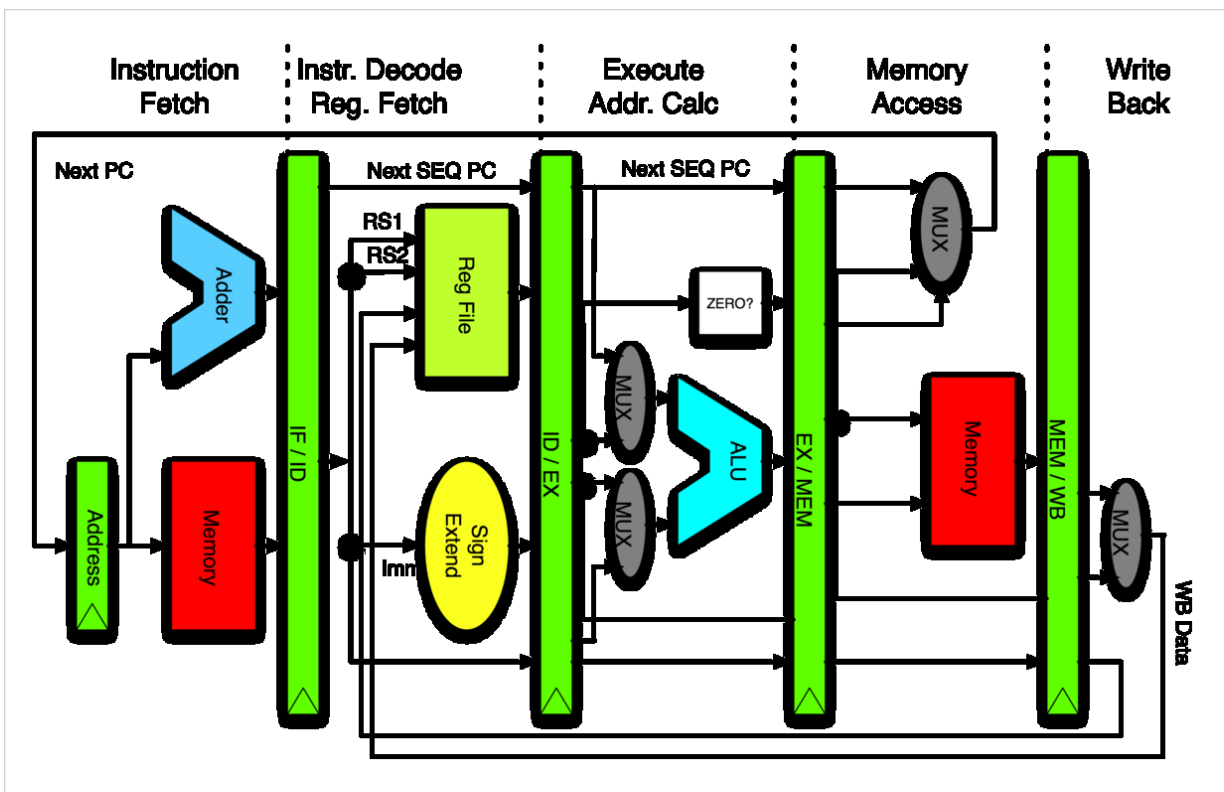 Instruction
Fetch
Instr. Decode
Reg. Fetch
Execute
Addr. Calc
Memory
Access
Write
Back
Next PC
Next SEQ PC
Next SEQ PC
RS1
RS2
Adder
Reg File
ZERO?
MUX
MUX
MUX
MUX
ALU
IF / ID
ID / EX
EX / MEM
MEM / WB
Address
Memory
Sign
Extend
Imm
Memory
WB Data